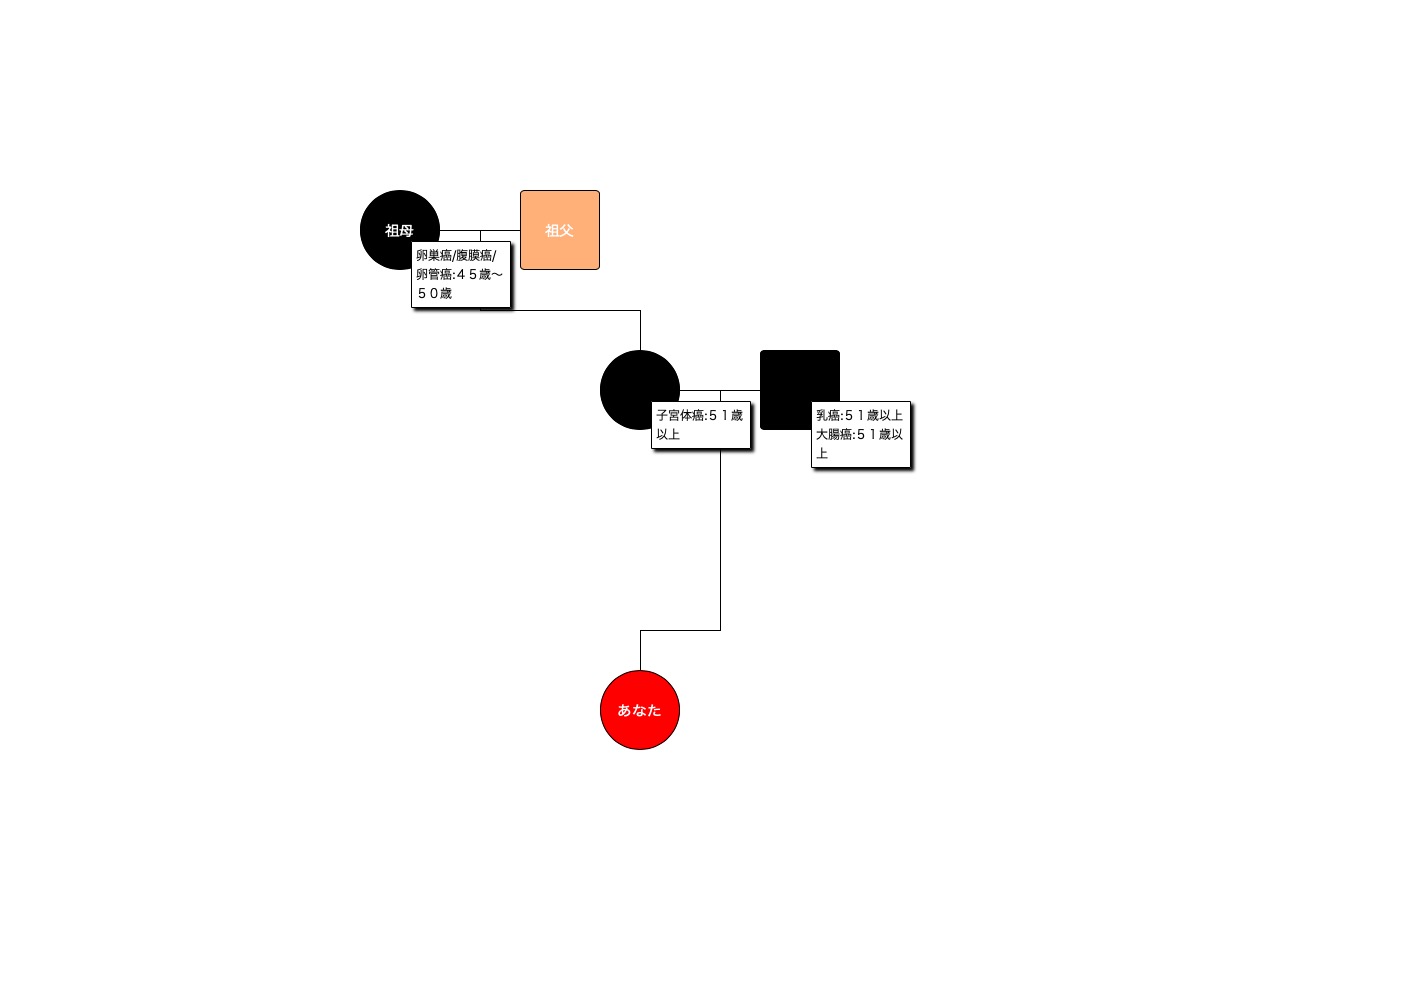 祖母
祖父
卵巣癌/腹膜癌/
卵管癌:４５歳～
５０歳
子宮体癌:５１歳
以上
乳癌:５１歳以上
大腸癌:５１歳以
上
あなた